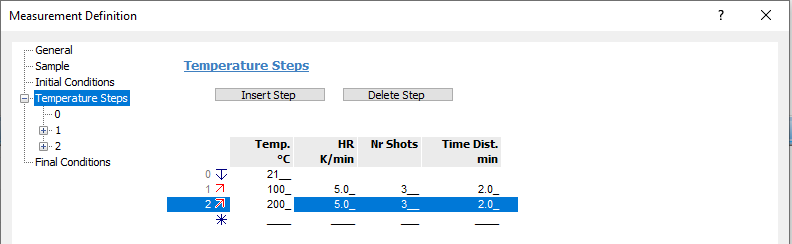 Measurement Definition ? ×
General
Sample
Initial Conditions
Temperature Steps
0
1
2
Final Conditions
Temperature Steps
Insert Step Delete Step
Temp. HR Nr Shots Time Dist.
°C K/min min
0 21__
1 100_ 5.0_ 3__ 2.0_
2 200_ 5.0_ 3__ 2.0_
* ____ ____ ___ ____